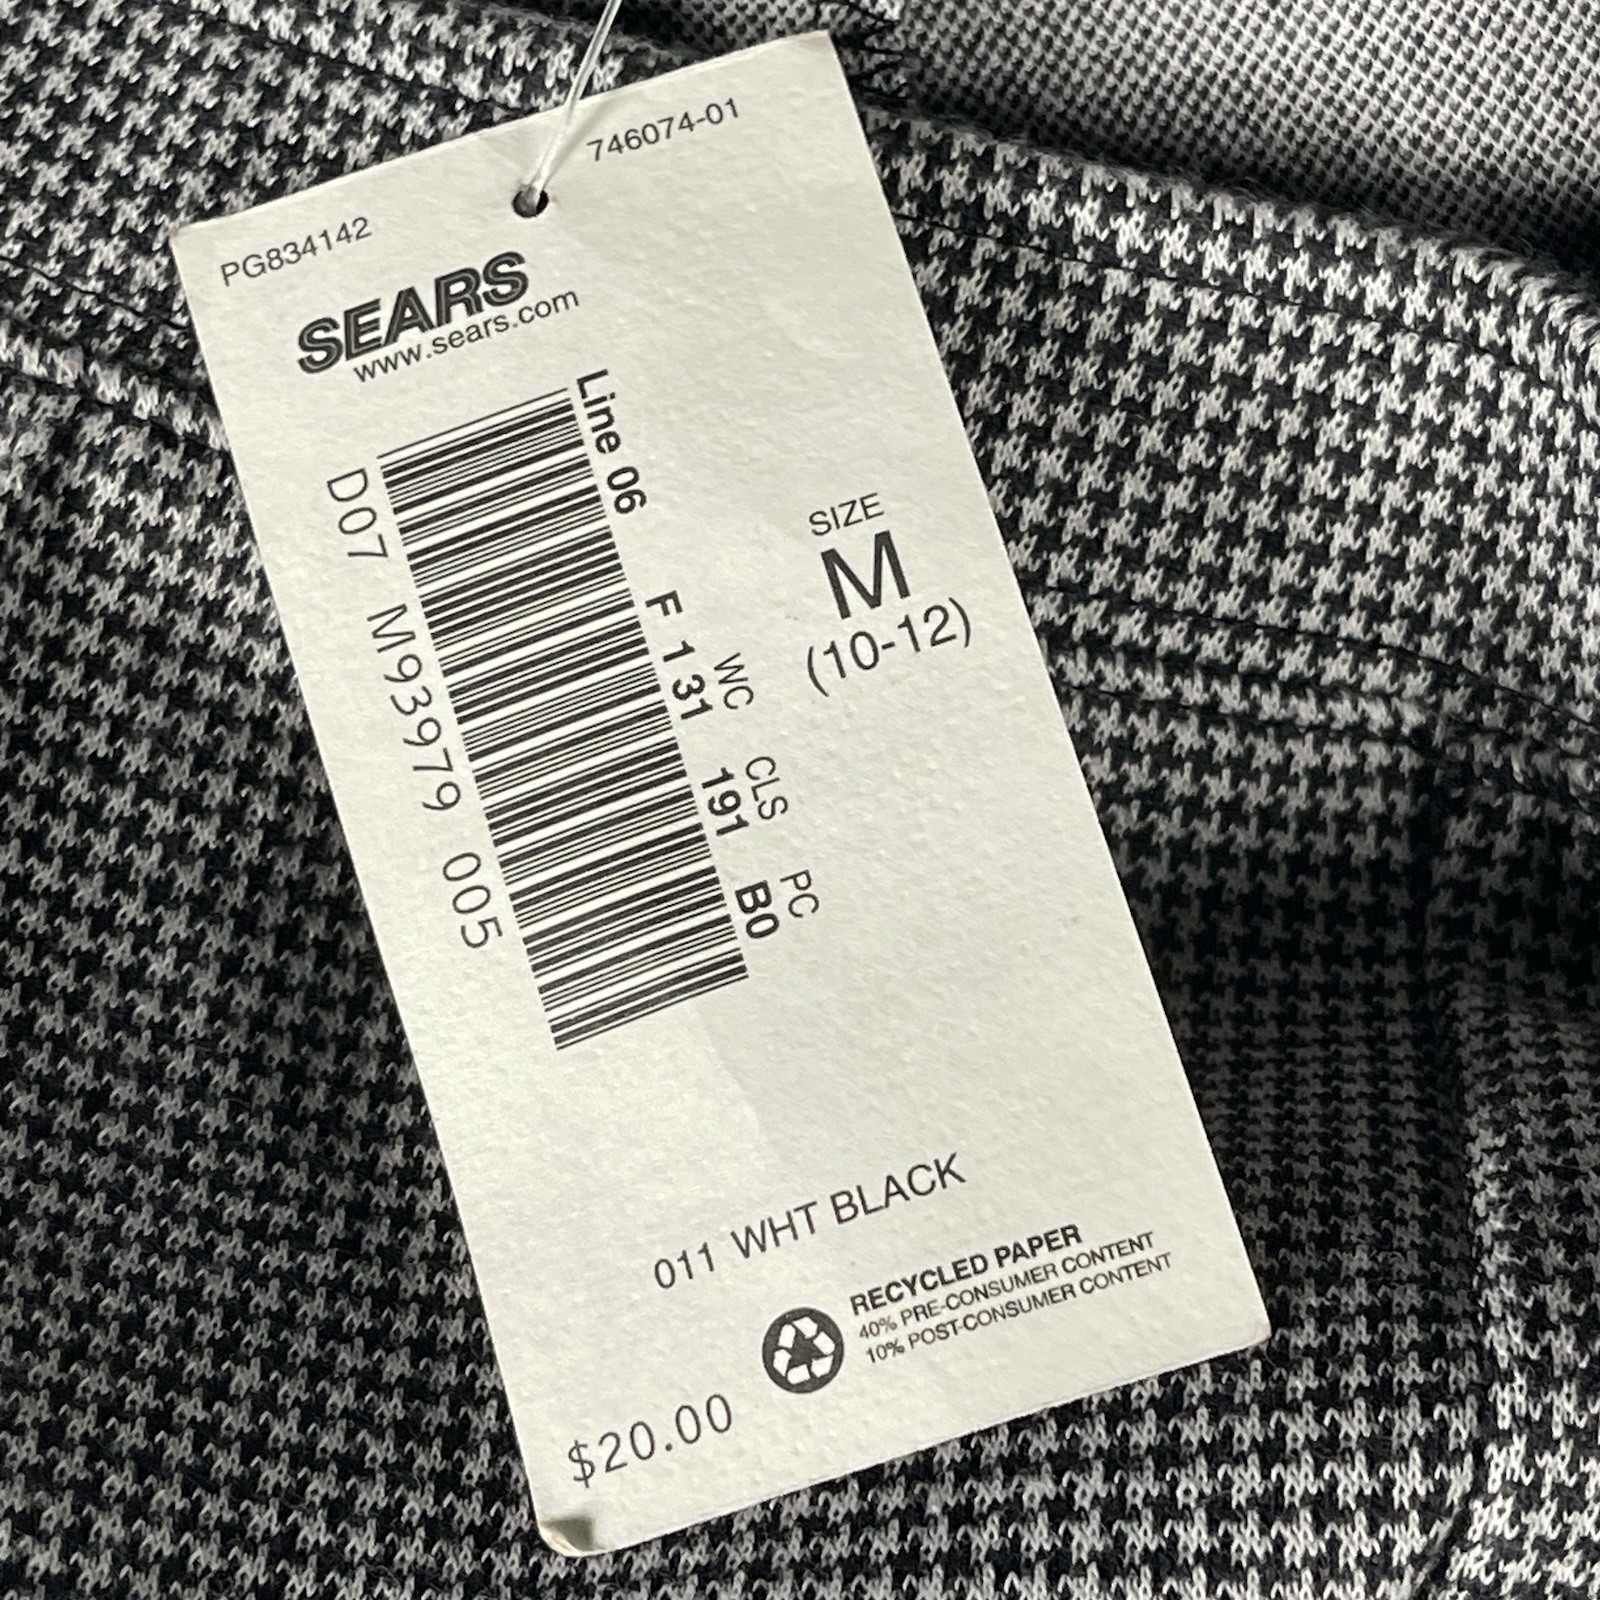 746074-01
PG834142
SEARS
www.sears.com
Line 06
D07 M93979 005
WC CLS PC
F 131 191 B0
SIZE
M
(10-12)
011 WHT BLACK
RECYCLED PAPER
40% PRE-CONSUMER CONTENT
10% POST-CONSUMER CONTENT
$20.00